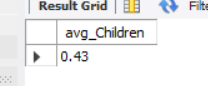 Result Grid Filte
avg_Children
0.43